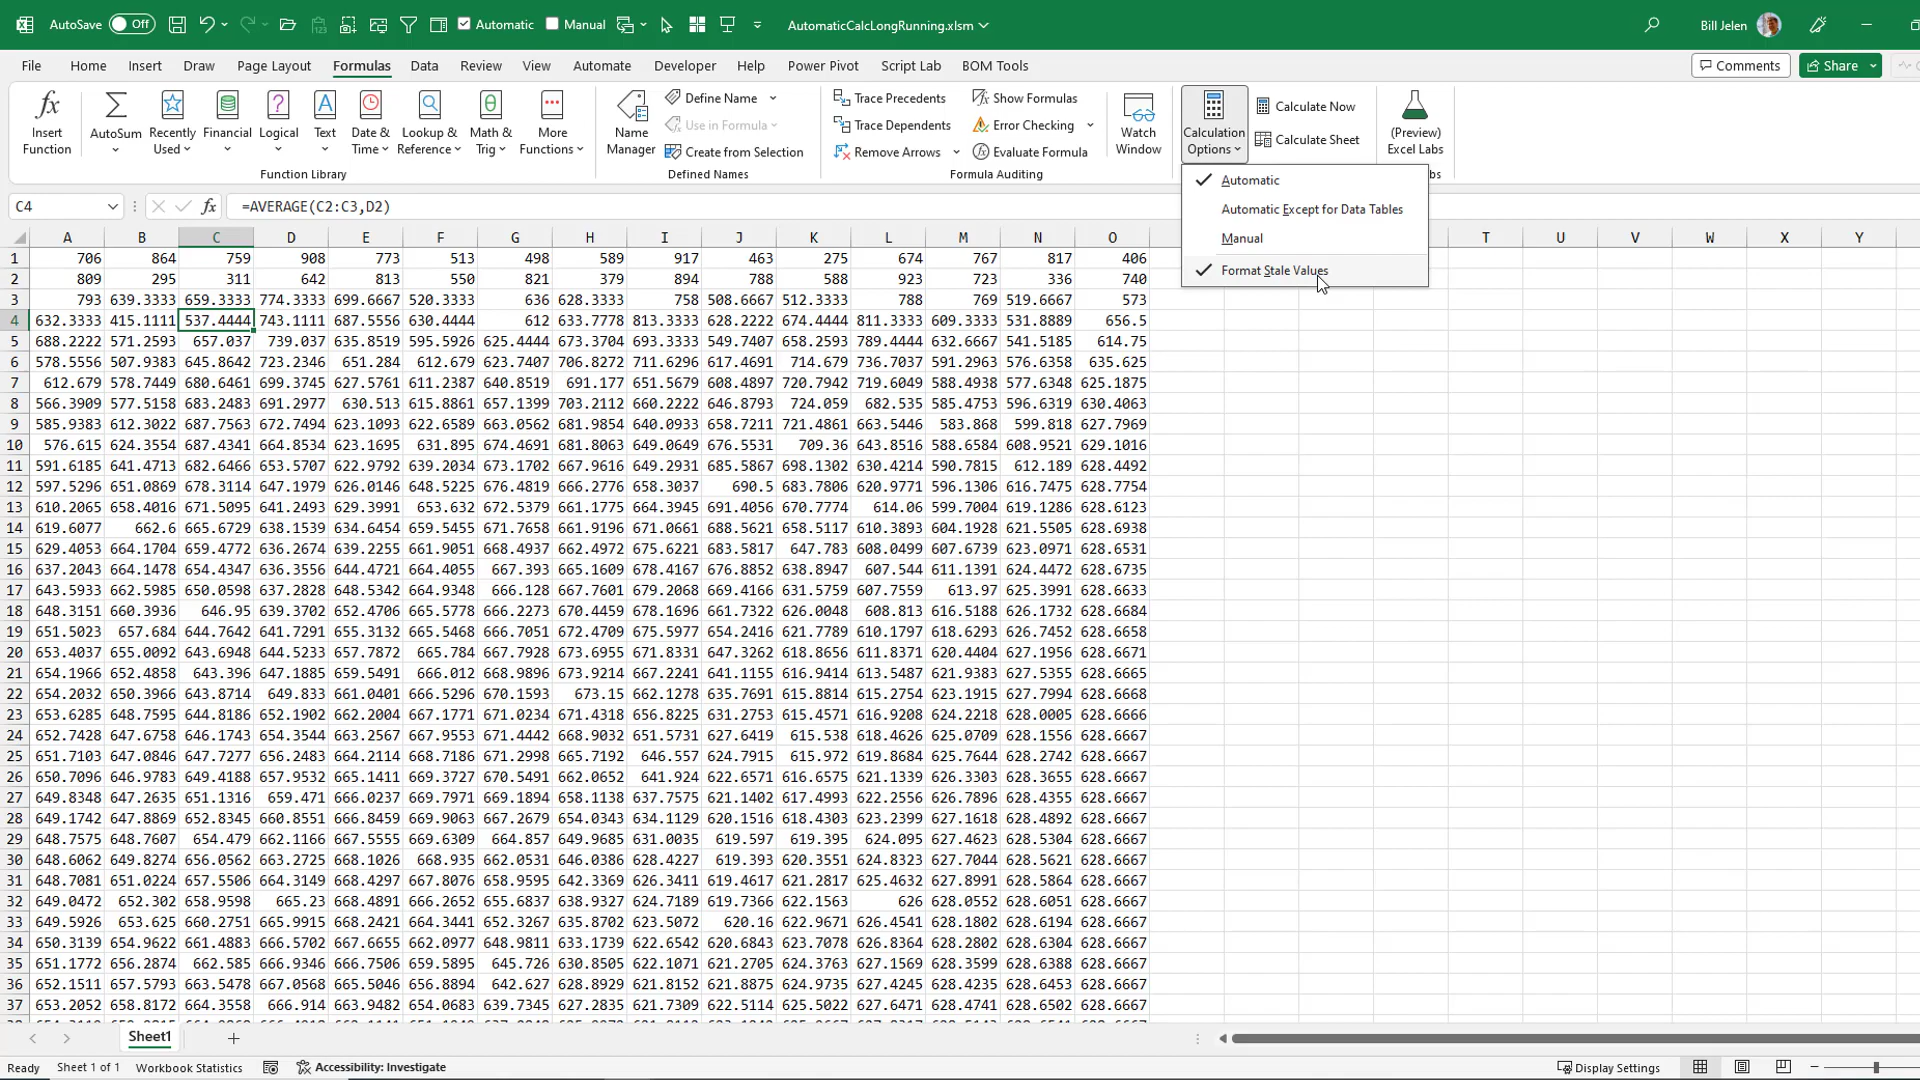 AutoSave Off Automatic Manual AutomaticCalcLongRunning.xlsm Bill Jelen
File Home Insert Draw Page Layout Formulas Data Review View Automate Developer Help Power Pivot Script Lab BOM Tools Comments Share
fx Insert Function
AutoSum
Recently Used
Financial
Logical
Text
Date & Time
Lookup & Reference
Math & Trig
More Functions
Function Library
Name Manager
Define Name
Use in Formula
Create from Selection
Defined Names
Trace Precedents
Trace Dependents
Remove Arrows
Show Formulas
Error Checking
Evaluate Formula
Formula Auditing
Watch Window
Calculation Options
Calculate Now
Calculate Sheet
(Preview) Excel Labs
bs
Automatic
Automatic Except for Data Tables
Manual
Format Stale Values
C4 fx =AVERAGE(C2:C3,D2)
A B C D E F G H I J K L M N O T U V W X Y
1 706 864 759 908 773 513 498 589 917 463 275 674 767 817 406
2 809 295 311 642 813 550 821 379 894 788 588 923 723 336 740
3 793 639.3333 659.3333 774.3333 699.6667 520.3333 636 628.3333 758 508.6667 512.3333 788 769 519.6667 573
4 632.3333 415.1111 537.4444 743.1111 687.5556 630.4444 612 633.7778 813.3333 628.2222 674.4444 811.3333 609.3333 531.8889 656.5
5 688.2222 571.2593 657.037 739.037 635.8519 595.5926 625.4444 673.3704 693.3333 549.7407 658.2593 789.4444 632.6667 541.5185 614.75
6 578.5556 507.9383 645.8642 723.2346 651.284 612.679 623.7407 706.8272 711.6296 617.4691 714.679 736.7037 591.2963 576.6358 635.625
7 612.679 578.7449 680.6461 699.3745 627.5761 611.2387 640.8519 691.177 651.5679 608.4897 720.7942 719.6049 588.4938 577.6348 625.1875
8 566.3909 577.5158 683.2483 691.2977 630.513 615.8861 657.1399 703.2112 660.2222 646.8793 724.059 682.535 585.4753 596.6319 630.4063
9 585.9383 612.3022 687.7563 672.7494 623.1093 622.6589 663.0562 681.9854 640.0933 658.7211 721.4861 663.5446 583.868 599.818 627.7969
10 576.615 624.3554 687.4341 664.8534 623.1695 631.895 674.4691 681.8063 649.0649 676.5531 709.36 643.8516 588.6584 608.9521 629.1016
11 591.6185 641.4713 682.6466 653.5707 622.9792 639.2034 673.1702 667.9616 649.2931 685.5867 698.1302 630.4214 590.7815 612.189 628.4492
12 597.5296 651.0869 678.3114 647.1979 626.0146 648.5225 676.4819 666.2776 658.3037 690.5 683.7806 620.9771 596.1306 616.7475 628.7754
13 610.2065 658.4016 671.5095 641.2493 629.3991 653.632 672.5379 661.1775 664.3945 691.4056 670.7774 614.06 599.7004 619.1286 628.6123
14 619.6077 662.6 665.6729 638.1539 634.6454 659.5455 671.7658 661.9196 671.0661 688.5621 658.5117 610.3893 604.1928 621.5505 628.6938
15 629.4053 664.1704 659.4772 636.2674 639.2255 661.9051 668.4937 662.4972 675.6221 683.5817 647.783 608.0499 607.6739 623.0971 628.6531
16 637.2043 664.1478 654.4347 636.3556 644.4721 664.4055 667.393 665.1609 678.4167 676.8852 638.8947 607.544 611.1391 624.4472 628.6735
17 643.5933 662.5985 650.0598 637.2828 648.5342 664.9348 666.128 667.7601 679.2068 669.4166 631.5759 607.7559 613.97 625.3991 628.6633
18 648.3151 660.3936 646.95 639.3702 652.4706 665.5778 666.2273 670.4459 678.1696 661.7322 626.0048 608.813 616.5188 626.1732 628.6684
19 651.5023 657.684 644.7642 641.7291 655.3132 665.5468 666.7051 672.4709 675.5977 654.2416 621.7789 610.1797 618.6293 626.7452 628.6658
20 653.4037 655.0092 643.6948 644.5233 657.7872 665.784 667.7928 673.6955 671.8331 647.3262 618.8656 611.8371 620.4404 627.1956 628.6671
21 654.1966 652.4858 643.396 647.1885 659.5491 666.012 668.9896 673.9214 667.2241 641.1155 616.9414 613.5487 621.9383 627.5355 628.6665
22 654.2032 650.3966 643.8714 649.833 661.0401 666.5296 670.1593 673.15 662.1278 635.7691 615.8814 615.2754 623.1915 627.7994 628.6668
23 653.6285 648.7595 644.8186 652.1902 662.2004 667.1771 671.0234 671.4318 656.8225 631.2753 615.4571 616.9208 624.2218 628.0005 628.6666
24 652.7428 647.6758 646.1743 654.3544 663.2567 667.9553 671.4442 668.9032 651.5731 627.6419 615.538 618.4626 625.0709 628.1556 628.6667
25 651.7103 647.0846 647.7277 656.2483 664.2114 668.7186 671.2998 665.7192 646.557 624.7915 615.972 619.8684 625.7644 628.2742 628.6667
26 650.7096 646.9783 649.4188 657.9532 665.1411 669.3727 670.5491 662.0652 641.924 622.6571 616.6575 621.1339 626.3303 628.3655 628.6667
27 649.8348 647.2635 651.1316 659.471 666.0237 669.7971 669.1894 658.1138 637.7575 621.1402 617.4993 622.2556 626.7896 628.4355 628.6667
28 649.1742 647.8869 652.8345 660.8551 666.8459 669.9063 667.2679 654.0343 634.1129 620.1516 618.4303 623.2399 627.1618 628.4892 628.6667
29 648.7575 648.7607 654.479 662.1166 667.5555 669.6309 664.857 649.9685 631.0035 619.597 619.395 624.095 627.4623 628.5304 628.6667
30 648.6062 649.8274 656.0562 663.2725 668.1026 668.935 662.0531 646.0386 628.4227 619.393 620.3551 624.8323 627.7044 628.5621 628.6667
31 648.7081 651.0224 657.5506 664.3149 668.4297 667.8076 658.9595 642.3369 626.3411 619.4617 621.2817 625.4632 627.8991 628.5864 628.6667
32 649.0472 652.302 658.9598 665.23 668.4891 666.2652 655.6837 638.9327 624.7189 619.7366 622.1563 626 628.0552 628.6051 628.6667
33 649.5926 653.625 660.2751 665.9915 668.2421 664.3441 652.3267 635.8702 623.5072 620.16 622.9671 626.4541 628.1802 628.6194 628.6667
34 650.3139 654.9622 661.4883 666.5702 667.6655 662.0977 648.9811 633.1739 622.6542 620.6843 623.7078 626.8364 628.2802 628.6304 628.6667
35 651.1772 656.2874 662.585 666.9346 666.7506 659.5895 645.726 630.8505 622.1071 621.2705 624.3763 627.1569 628.3599 628.6388 628.6667
36 652.1511 657.5793 663.5478 667.0568 665.5046 656.8894 642.627 628.8929 621.8152 621.8875 624.9735 627.4245 628.4235 628.6453 628.6667
37 653.2052 658.8172 664.3558 666.914 663.9482 654.0683 639.7345 627.2835 621.7309 622.5114 625.5022 627.6471 628.4741 628.6502 628.6667
Sheet1
Ready Sheet 1 of 1 Workbook Statistics Accessibility: Investigate Display Settings